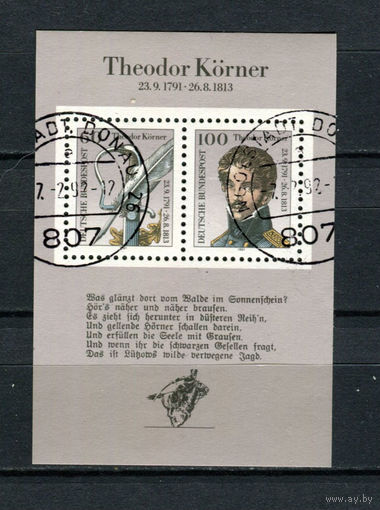 Theodor Körner
23.9.1791 - 26.8.1813
TADT DONAU
Theodor Körner
DEUTSCHE BUNDESPOST
23.9.1791 - 26.8.1813
807
100 Theodor Körner
DEUTSCHE BUNDESPOST
23.9.1791 - 26.8.1813
807
Was glänzt dort vom Walde im Sonnenschein?
Hör's näher und näher brausen.
Es zieht sich herunter in düsteren Reih'n,
Und gellende Hörner schallen darein,
Und erfüllen die Seele mit Grausen.
Und wenn ihr die schwarzen Gesellen fragt,
Das ist Lützows wilde verwegene Jagd.
www.ay.by